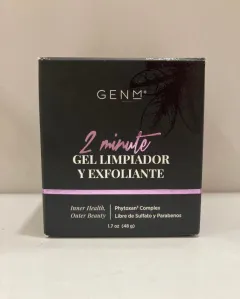 GENM
2 minute
GEL LIMPIADOR
Y EXFOLIANTE
Inner Health,
Outer Beauty
Phytoxen² Complex
Libre de Sulfato y Parabenos
1.7 oz (48 g)